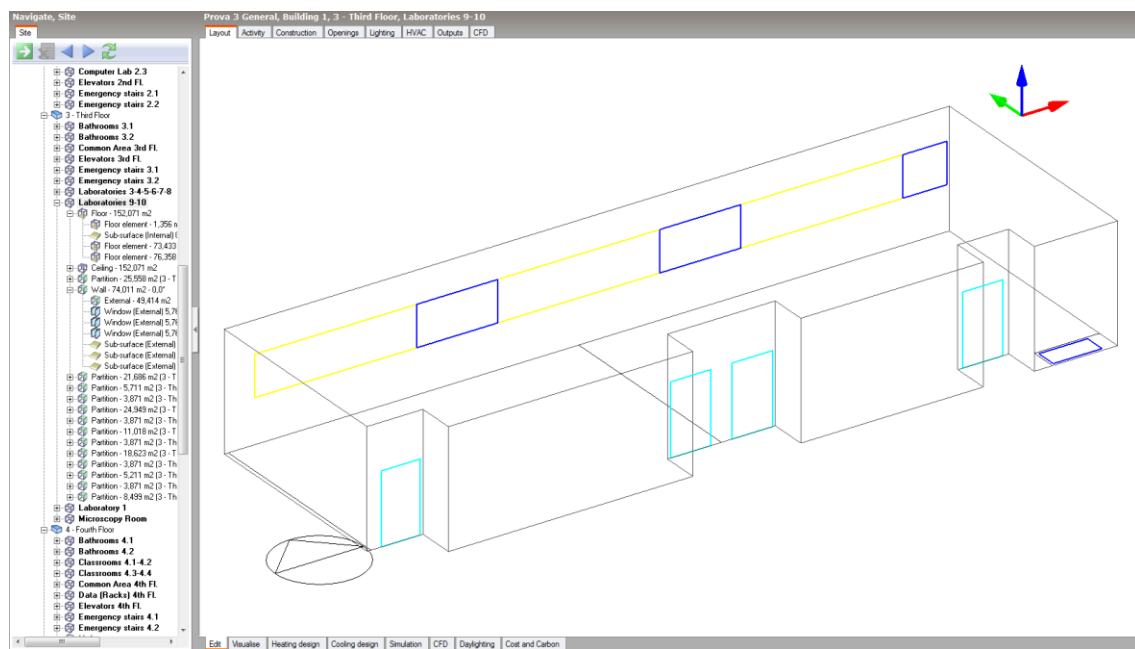 Navigate, Site
Site
Computer Lab 2.3
Elevators 2nd Fl.
Emergency stairs 2.1
Emergency stairs 2.2
3 - Third Floor
Bathrooms 3.1
Bathrooms 3.2
Common Area 3rd Fl.
Elevators 3rd Fl.
Emergency stairs 3.1
Emergency stairs 3.2
Laboratories 3-4-5-6-7-8
Laboratories 9-10
Floor - 152,071 m2
Floor element - 1,356 m
Sub-surface (Internal)
Floor element - 73,433
Floor element - 76,358
Ceiling - 152,071 m2
Partition - 25,558 m2 (3 - T
Wall - 74,011 m2 - 0,0°
External - 49,414 m2
Window (External) 5,76
Window (External) 5,76
Window (External) 5,76
Sub-surface (External)
Sub-surface (External)
Sub-surface (External)
Partition - 21,686 m2 (3 - T
Partition - 5,711 m2 (3 - Th
Partition - 3,871 m2 (3 - Th
Partition - 24,949 m2 (3 - T
Partition - 3,871 m2 (3 - Th
Partition - 11,018 m2 (3 - T
Partition - 3,871 m2 (3 - Th
Partition - 18,623 m2 (3 - T
Partition - 3,871 m2 (3 - Th
Partition - 5,211 m2 (3 - Th
Partition - 3,871 m2 (3 - Th
Partition - 8,499 m2 (3 - Th
Laboratory 1
Microscopy Room
4 - Fourth Floor
Bathrooms 4.1
Bathrooms 4.2
Classrooms 4.1-4.2
Classrooms 4.3-4.4
Common Area 4th Fl.
Data (Racks) 4th Fl.
Elevators 4th Fl.
Emergency stairs 4.1
Emergency stairs 4.2
Prova 3 General, Building 1, 3 - Third Floor, Laboratories 9-10
Layout Activity Construction Openings Lighting HVAC Outputs CFD
Edit Visualise Heating design Cooling design Simulation CFD Daylighting Cost and Carbon